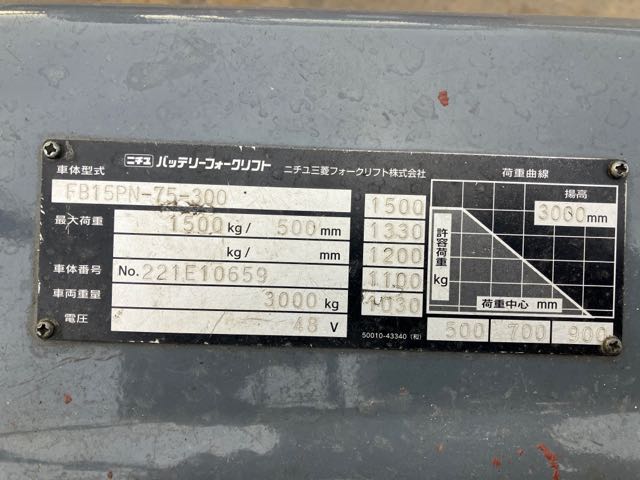 ニチユ バッテリーフォークリフト ニチユ三菱フォークリフト株式会社
車体型式 FB15PN-75-300
最大荷重 1500 kg/ 500 mm
kg/ mm
車体番号 No. 221E10659
車両重量 3000 kg
電圧 48 V
50010-43340 (和)
荷重曲線
揚高
3000 mm
1500
1330
1200
1100
1030
許容荷重 kg
荷重中心 mm
500 700 900